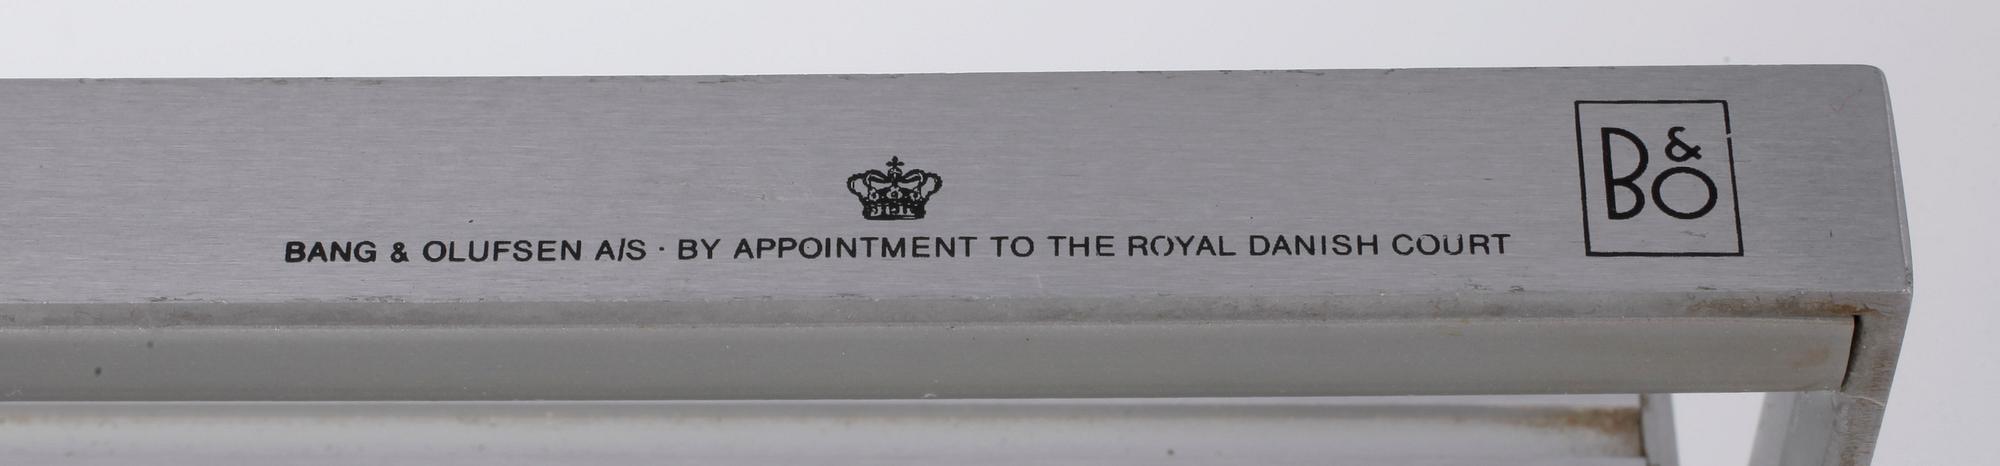 BANG & OLUFSEN A/S · BY APPOINTMENT TO THE ROYAL DANISH COURT
B&O